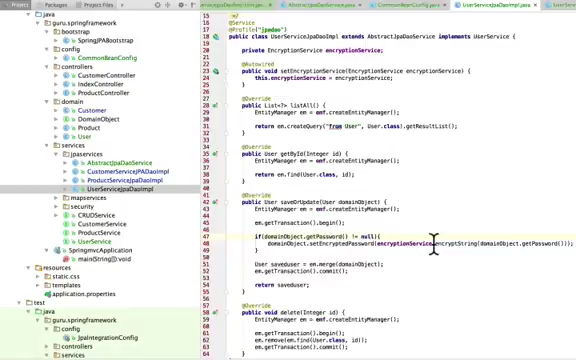 Project
Packages
Project Files
AbstractJpaDaoService.java
CommonBeanConfig.java
UserServiceJpaDaoImpl.java
java
guru.springframework
bootstrap
SpringJPABootstrap
config
CommonBeanConfig
controllers
CustomerController
IndexController
ProductController
domain
Customer
DomainObject
Product
User
services
jpaservices
AbstractJpaDaoService
CustomerServiceJPADaoImpl
ProductServiceJpaDaoImpl
UserServiceJpaDaoImpl
mapservices
security
CRUDService
CustomerService
ProductService
UserService
SpringmvcApplication
main(String[]):void
resources
static.css
templates
application.properties
test
java
guru.springframework
config
JpaIntegrationConfig
controllers
services
15 */
16 @Service
17 @Profile("jpadao")
18 public class UserServiceJpaDaoImpl extends AbstractJpaDaoService implements UserService {
19
20 private EncryptionService encryptionService;
21
22 @Autowired
23 public void setEncryptionService(EncryptionService encryptionService) {
24 this.encryptionService = encryptionService;
25 }
26
27 @Override
28 public List<?> listAll() {
29 EntityManager em = emf.createEntityManager();
30
31 return em.createQuery("from User", User.class).getResultList();
32 }
33
34 @Override
35 public User getById(Integer id) {
36 EntityManager em = emf.createEntityManager();
37
38 return em.find(User.class, id);
39 }
40
41 @Override
42 public User saveOrUpdate(User domainObject) {
43 EntityManager em = emf.createEntityManager();
44
45 em.getTransaction().begin();
46
47 if(domainObject.getPassword() != null){
48 domainObject.setEncryptedPassword(encryptionService.encryptString(domainObject.getPassword()));
49 }
50
51 User saveduser = em.merge(domainObject);
52 em.getTransaction().commit();
53
54 return saveduser;
55 }
56
57 @Override
58 public void delete(Integer id) {
59 EntityManager em = emf.createEntityManager();
60
61 em.getTransaction().begin();
62 em.remove(em.find(User.class, id));
63 em.getTransaction().commit();
64